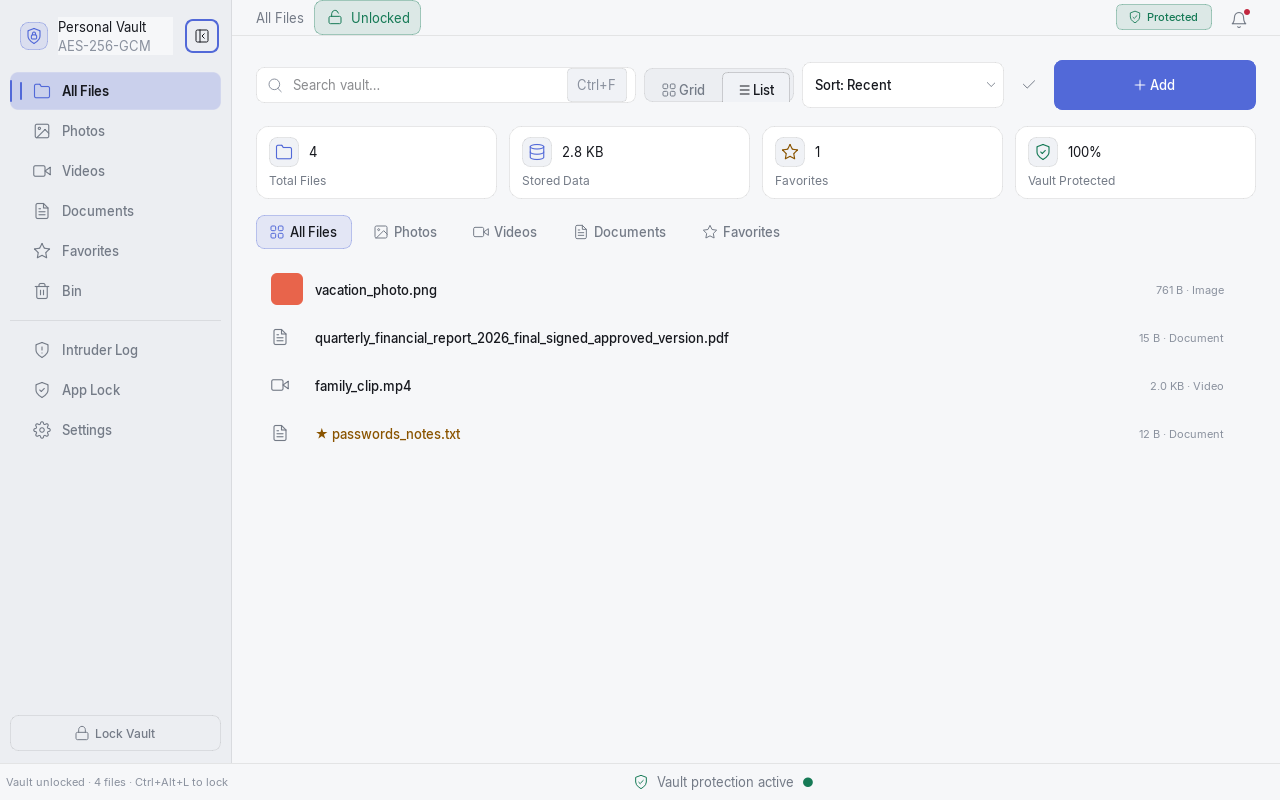 Personal Vault
AES-256-GCM
All Files
Photos
Videos
Documents
Favorites
Bin
Intruder Log
App Lock
Settings
Lock Vault
All Files
Unlocked
Protected
Search vault...
Ctrl+F
Grid
List
Sort: Recent
Add
4
Total Files
2.8 KB
Stored Data
1
Favorites
100%
Vault Protected
All Files
Photos
Videos
Documents
Favorites
vacation_photo.png
761 B · Image
quarterly_financial_report_2026_final_signed_approved_version.pdf
15 B · Document
family_clip.mp4
2.0 KB · Video
★ passwords_notes.txt
12 B · Document
Vault unlocked · 4 files · Ctrl+Alt+L to lock
Vault protection active